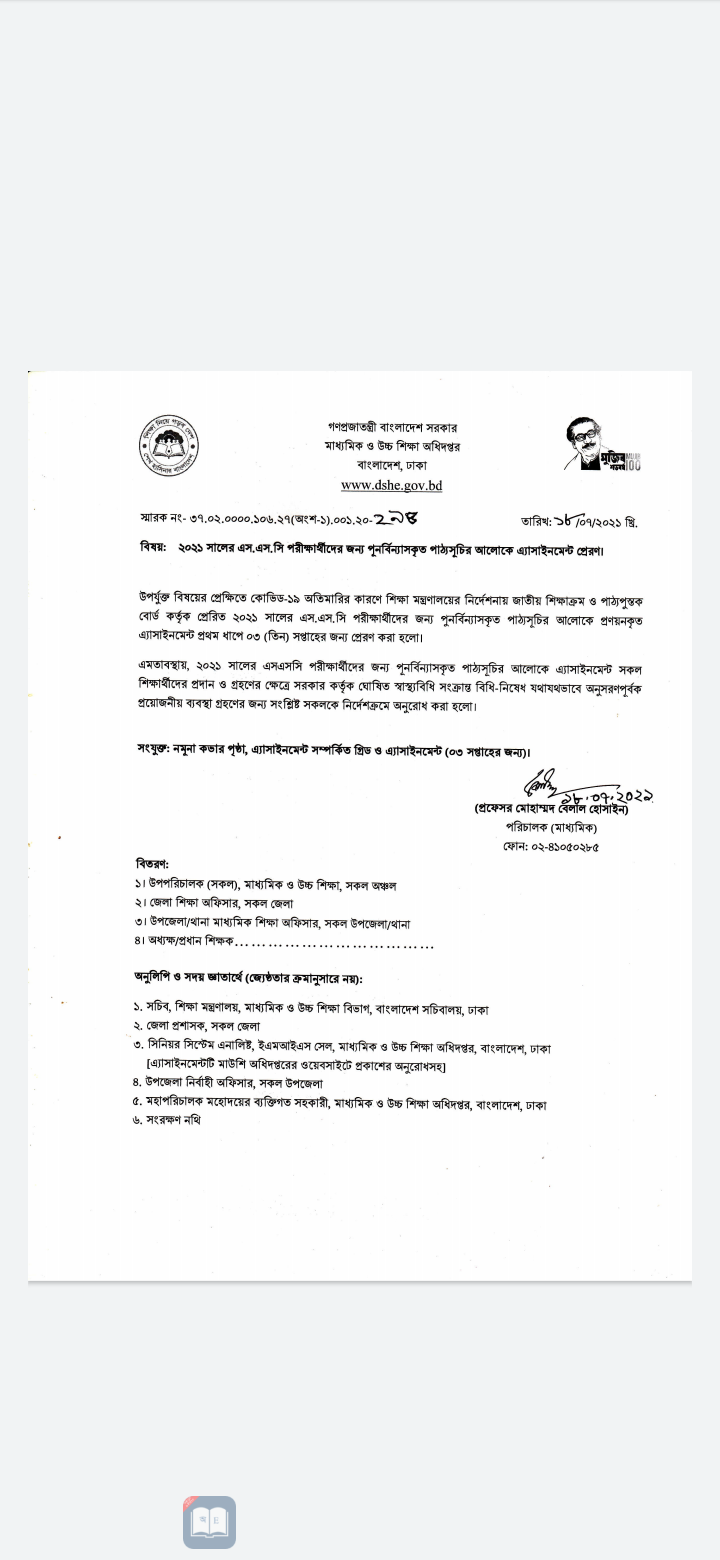 শিক্ষা নিয়ে গড়ব দেশ
শেখ হাসিনার বাংলাদেশ
গণপ্রজাতন্ত্রী বাংলাদেশ সরকার
মাধ্যমিক ও উচ্চ শিক্ষা অধিদপ্তর
বাংলাদেশ, ঢাকা
www.dshe.gov.bd
মুজিব
100
স্মারক নং- ৩৭.০২.০০০০.১০৬.২৭(অংশ-১).০০১.২০-২৯৪
তারিখ: ১৮/০৭/২০২১ খ্রি.
বিষয়: ২০২১ সালের এস.এস.সি পরীক্ষার্থীদের জন্য পূনর্বিন্যাসকৃত পাঠ্যসূচির আলোকে এ্যাসাইনমেন্ট প্রেরণ।
উপর্যুক্ত বিষয়ের প্রেক্ষিতে কোভিড-১৯ অতিমারির কারণে শিক্ষা মন্ত্রণালয়ের নির্দেশনায় জাতীয় শিক্ষাক্রম ও পাঠ্যপুস্তক
বোর্ড কর্তৃক প্রেরিত ২০২১ সালের এস.এস.সি পরীক্ষার্থীদের জন্য পুনর্বিন্যাসকৃত পাঠ্যসূচির আলোকে প্রণয়নকৃত
এ্যাসাইনমেন্ট প্রথম ধাপে ০৩ (তিন) সপ্তাহের জন্য প্রেরণ করা হলো।
এমতাবস্থায়, ২০২১ সালের এসএসসি পরীক্ষার্থীদের জন্য পূনর্বিন্যাসকৃত পাঠ্যসূচির আলোকে এ্যাসাইনমেন্ট সকল
শিক্ষার্থীদের প্রদান ও গ্রহণের ক্ষেত্রে সরকার কর্তৃক ঘোষিত স্বাস্থ্যবিধি সংক্রান্ত বিধি-নিষেধ যথাযথভাবে অনুসরণপূর্বক
প্রয়োজনীয় ব্যবস্থা গ্রহণের জন্য সংশ্লিষ্ট সকলকে নির্দেশক্রমে অনুরোধ করা হলো।
সংযুক্ত: নমূনা কভার পৃষ্ঠা, এ্যাসাইনমেন্ট সম্পর্কিত গ্রিড ও এ্যাসাইনমেন্ট (০৩ সপ্তাহের জন্য)।
১৮.০৭.২০২১
(প্রফেসর মোহাম্মদ বেলাল হোসাইন)
পরিচালক (মাধ্যমিক)
ফোন: ০২-৪১০৫০২৮৫
বিতরণ:
১। উপপরিচালক (সকল), মাধ্যমিক ও উচ্চ শিক্ষা, সকল অঞ্চল
২। জেলা শিক্ষা অফিসার, সকল জেলা
৩। উপজেলা/থানা মাধ্যমিক শিক্ষা অফিসার, সকল উপজেলা/থানা
৪। অধ্যক্ষ/প্রধান শিক্ষক....................................
অনুলিপি ও সদয় জ্ঞাতার্থে (জ্যেষ্ঠতার ক্রমানুসারে নয়):
১. সচিব, শিক্ষা মন্ত্রণালয়, মাধ্যমিক ও উচ্চ শিক্ষা বিভাগ, বাংলাদেশ সচিবালয়, ঢাকা
২. জেলা প্রশাসক, সকল জেলা
৩. সিনিয়র সিস্টেম এনালিষ্ট, ইএমআইএস সেল, মাধ্যমিক ও উচ্চ শিক্ষা অধিদপ্তর, বাংলাদেশ, ঢাকা
[এ্যাসাইনমেন্টটি মাউশি অধিদপ্তরের ওয়েবসাইটে প্রকাশের অনুরোধসহ]
৪. উপজেলা নির্বাহী অফিসার, সকল উপজেলা
৫. মহাপরিচালক মহোদয়ের ব্যক্তিগত সহকারী, মাধ্যমিক ও উচ্চ শিক্ষা অধিদপ্তর, বাংলাদেশ, ঢাকা
৬. সংরক্ষণ নথি